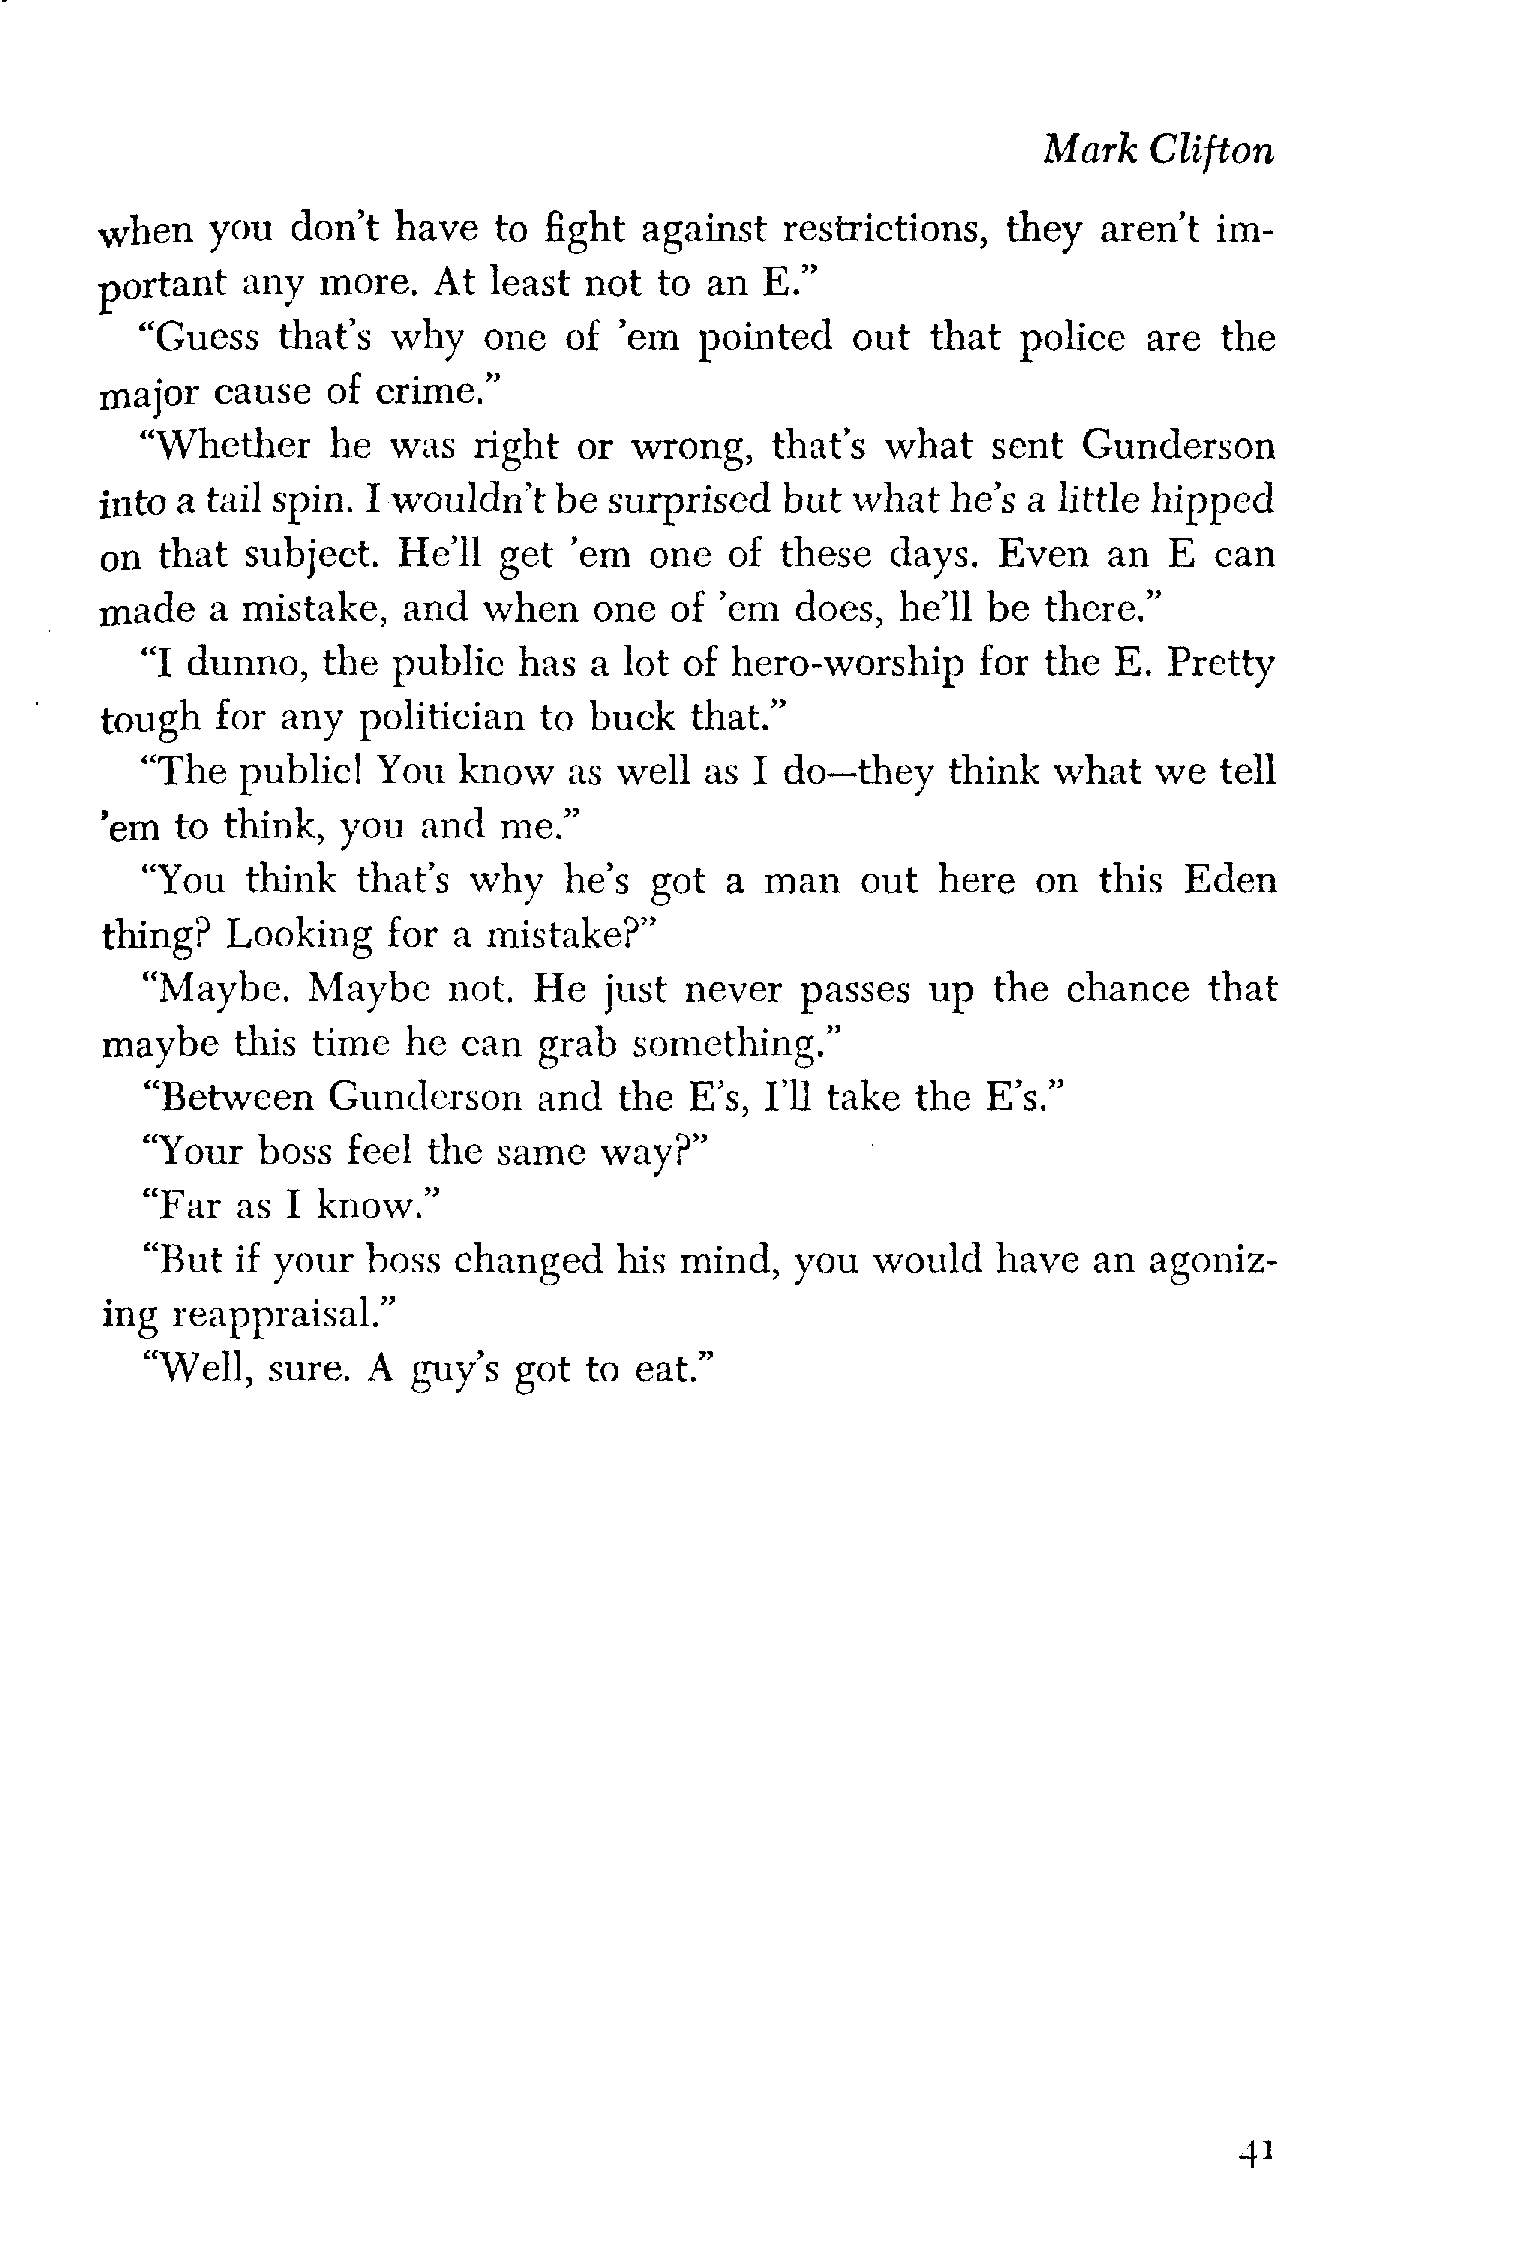 Mark Clifton
when you don't have to fight against restrictions, they aren't im-
portant any more. At least not to an E."
"Guess that's why one of 'em pointed out that police are the
major cause of crime."
"Whether he was right or wrong, that's what sent Gunderson
into a tail spin. I wouldn't be surprised but what he's a little hipped
on that subject. He'll get 'em one of these days. Even an E can
made a mistake, and when one of 'em does, he'll be there."
"I dunno, the public has a lot of hero-worship for the E. Pretty
tough for any politician to buck that."
"The public! You know as well as I do—they think what we tell
'em to think, you and me."
"You think that's why he's got a man out here on this Eden
thing? Looking for a mistake?"
"Maybe. Maybe not. He just never passes up the chance that
maybe this time he can grab something."
"Between Gunderson and the E's, I'll take the E's."
"Your boss feel the same way?"
"Far as I know."
"But if your boss changed his mind, you would have an agoniz-
ing reappraisal."
"Well, sure. A guy's got to eat."
41